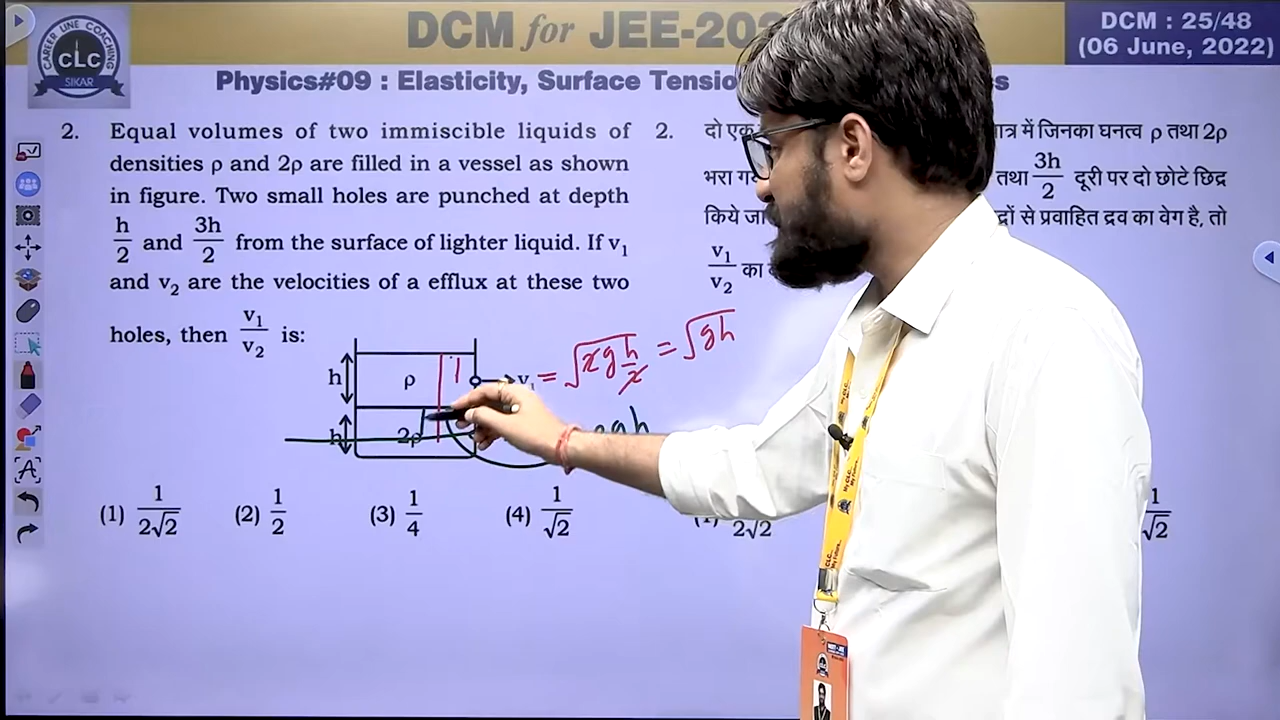 DCM for JEE-202
DCM : 25/48
(06 June, 2022)
CAREER LINE COACHING
CLC
SIKAR
Physics#09 : Elasticity, Surface Tensio
s
2. Equal volumes of two immiscible liquids of
densities ρ and 2ρ are filled in a vessel as shown
in figure. Two small holes are punched at depth
h/2 and 3h/2 from the surface of lighter liquid. If v₁
and v₂ are the velocities of a efflux at these two
holes, then v₁/v₂ is:
h
ρ
v₁ = √(2g h/2) = √gh
h
2ρ
ρgh
(1) 1/2√2 (2) 1/2 (3) 1/4 (4) 1/√2
2. दो एक
ात्र में जिनका घनत्व ρ तथा 2ρ
भरा ग
तथा 3h/2 दूरी पर दो छोटे छिद्र
किये जा
द्रों से प्रवाहित द्रव का वेग है, तो
v₁/v₂ का
(1) 1/2√2
1/√2